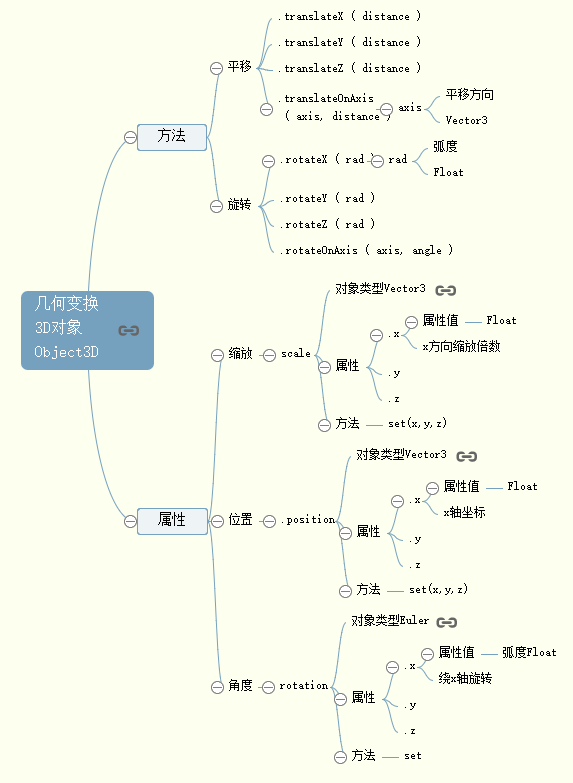 几何变换
3D对象
Object3D
方法
平移
.translateX ( distance )
.translateY ( distance )
.translateZ ( distance )
.translateOnAxis
( axis, distance )
axis
平移方向
Vector3
旋转
.rotateX ( rad )
rad
弧度
Float
.rotateY ( rad )
.rotateZ ( rad )
.rotateOnAxis ( axis, angle )
属性
缩放
scale
对象类型Vector3
属性
.x
属性值
Float
x方向缩放倍数
.y
.z
方法
set(x,y,z)
位置
.position
对象类型Vector3
属性
.x
属性值
Float
x轴坐标
.y
.z
方法
set(x,y,z)
角度
rotation
对象类型Euler
属性
.x
属性值
弧度Float
绕x轴旋转
.y
.z
方法
set